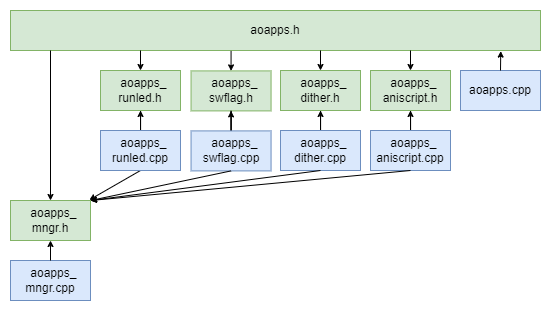 aoapps.h
aoapps_
runled.h
aoapps_
swflag.h
aoapps_
dither.h
aoapps_
aniscript.h
aoapps.cpp
aoapps_
runled.cpp
aoapps_
swflag.cpp
aoapps_
dither.cpp
aoapps_
aniscript.cpp
aoapps_
mngr.h
aoapps_
mngr.cpp